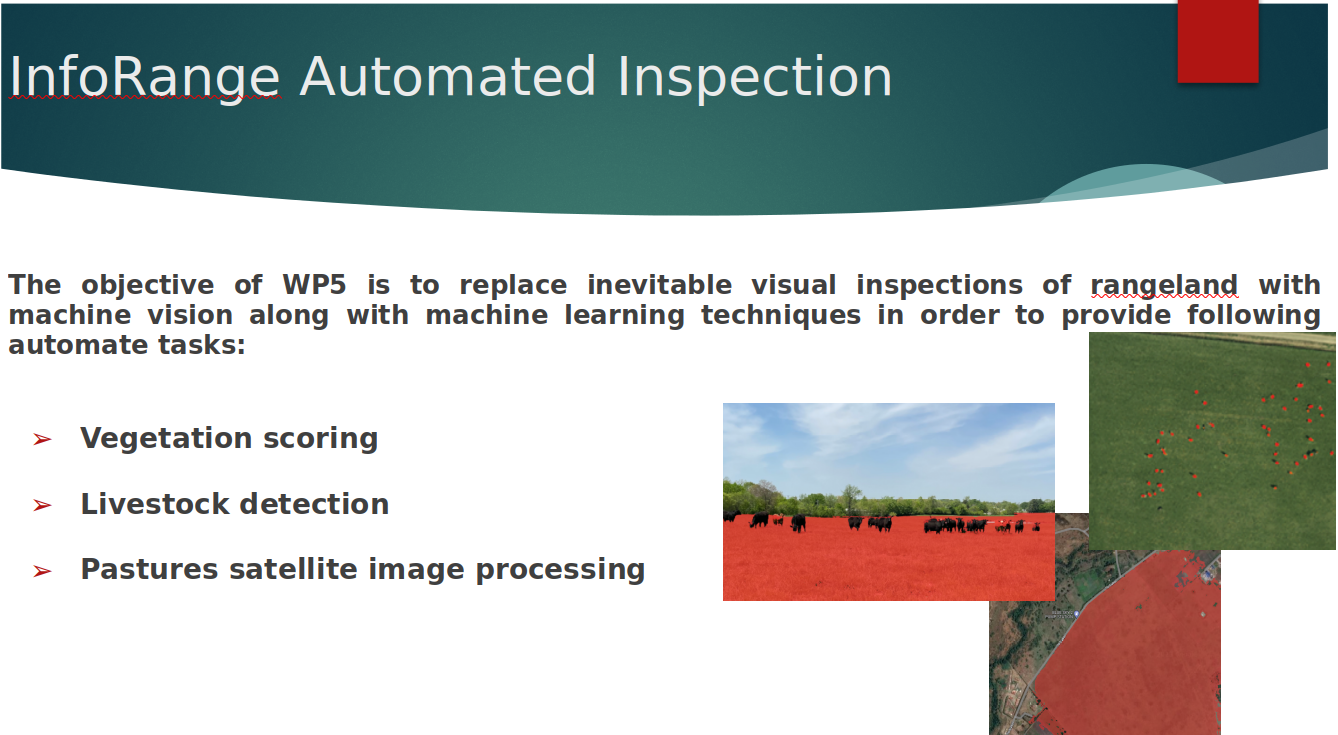 InfoRange Automated Inspection
The objective of WP5 is to replace inevitable visual inspections of rangeland with
machine vision along with machine learning techniques in order to provide following
automate tasks:
➢ Vegetation scoring
➢ Livestock detection
➢ Pastures satellite image processing